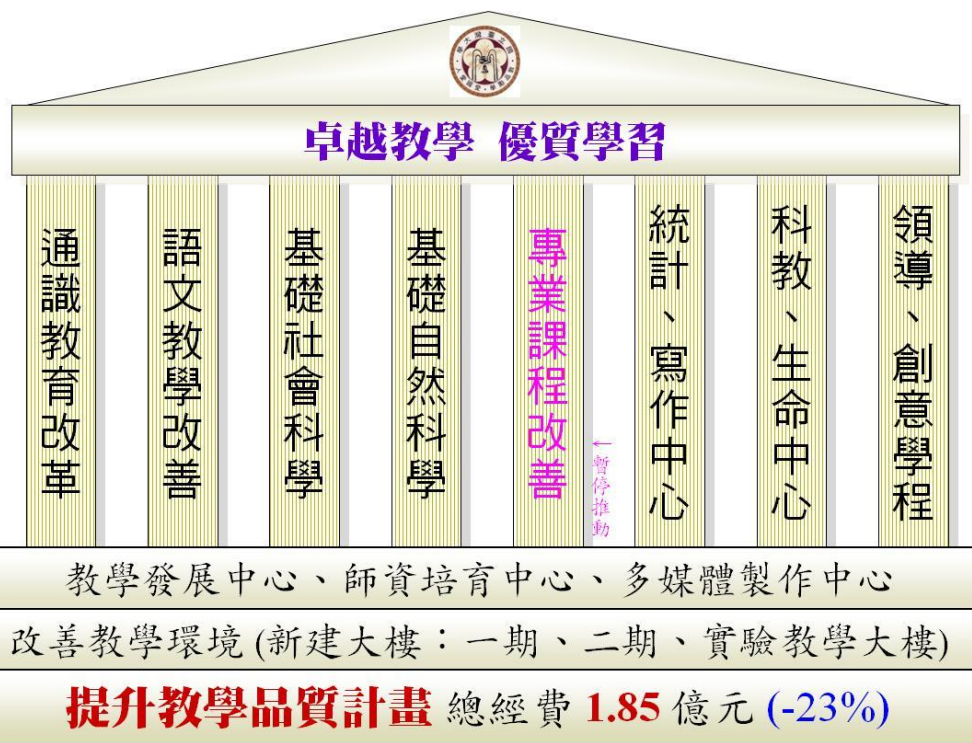 卓越教學 優質學習
通識教育改革
語文教學改善
基礎社會科學
基礎自然科學
專業課程改善
←暫停推動
統計、寫作中心
科教、生命中心
領導、創意學程
教學發展中心、師資培育中心、多媒體製作中心
改善教學環境 (新建大樓：一期、二期、實驗教學大樓)
提升教學品質計畫 總經費 1.85 億元 (-23%)